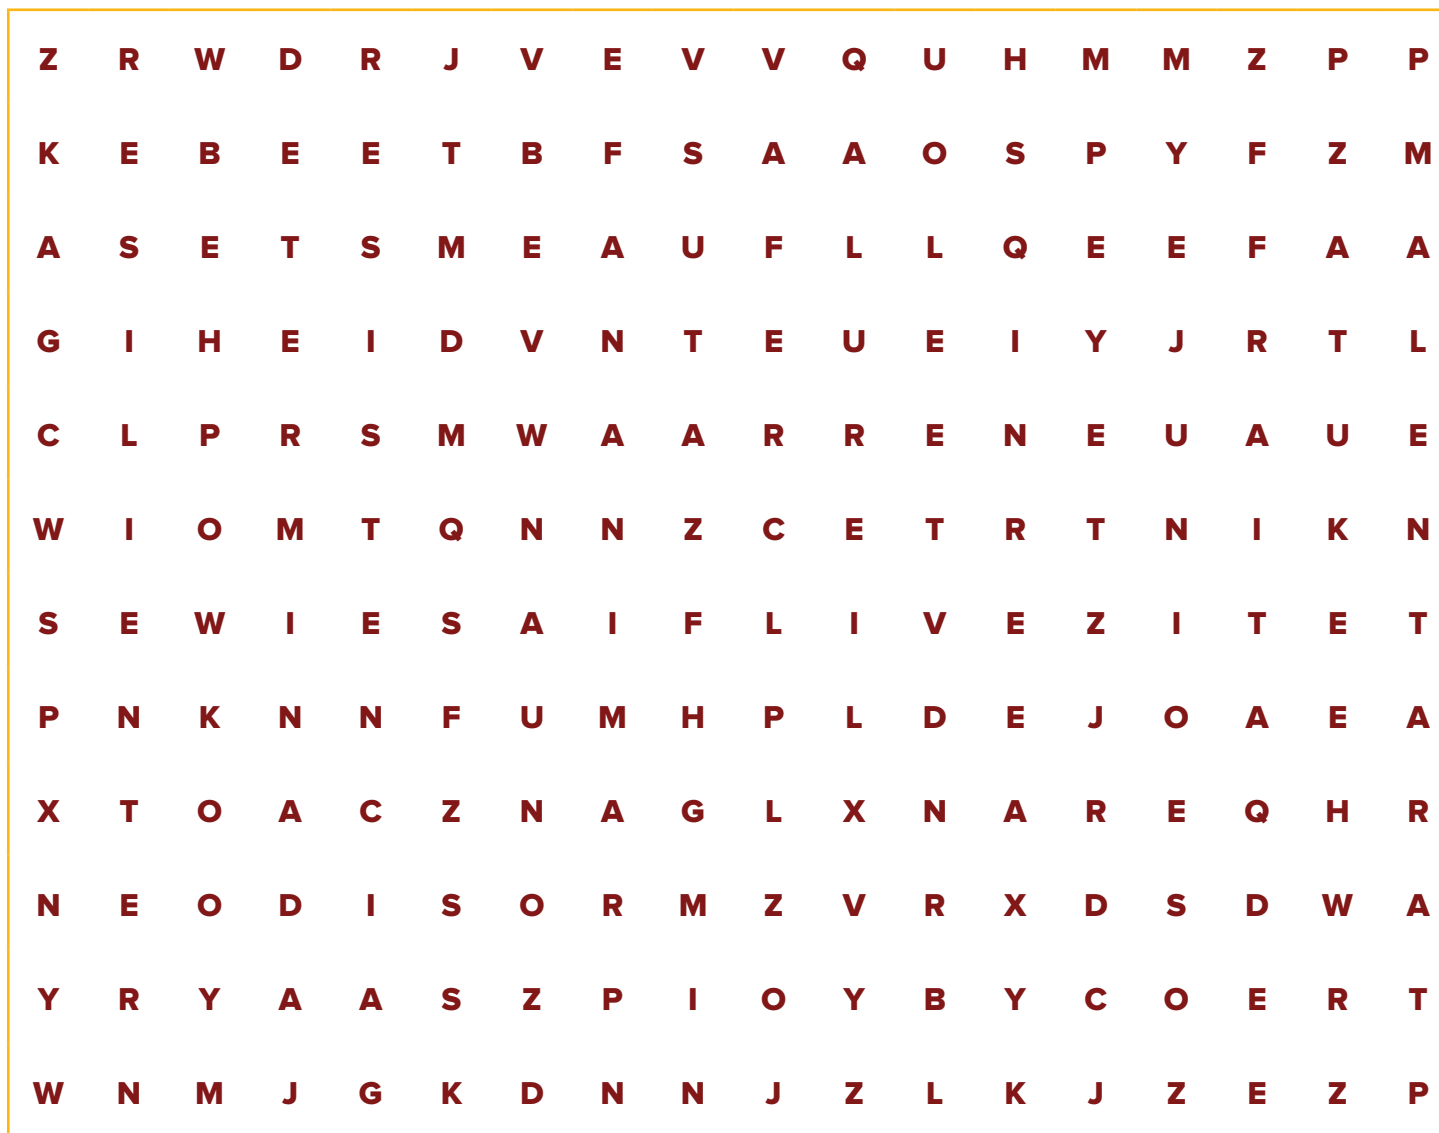 Z R W D R J V E V V Q U H M M Z P P
K E B E E T B F S A A O S P Y F Z M
A S E T S M E A U F L L Q E E F A A
G I H E I D V N T E U E I Y J R T L
C L P R S M W A A R R E N E U A U E
W I O M T Q N N Z C E T R T N I K N
S E W I E S A I F L I V E Z I T E T
P N K N N F U M H P L D E J O A E A
X T O A C Z N A G L X N A R E Q H R
N E O D I S O R M Z V R X D S D W A
Y R Y A A S Z P I O Y B Y C O E R T
W N M J G K D N N J Z L K J Z E Z P